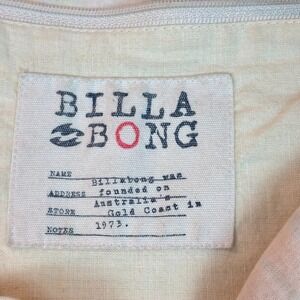 BILLA
BONG
NAME Billabong was
ADDRESS founded on
STORE Australia's
Gold Coast in
NOTES 1973.